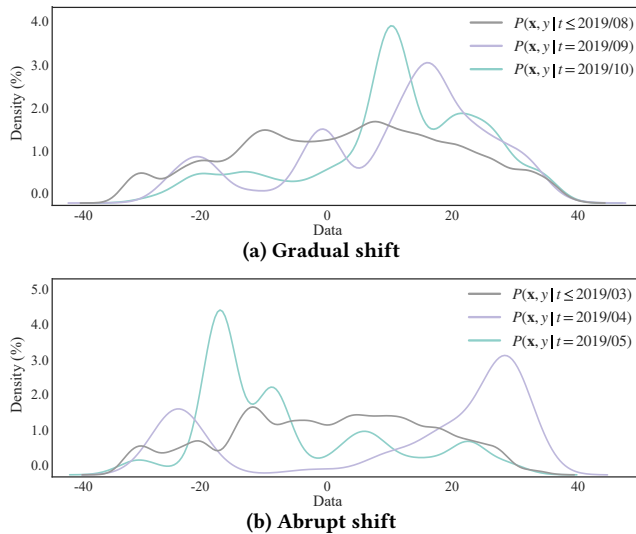 4.0
3.0
2.0
1.0
0.0
Density (%)
P(x, y | t ≤ 2019/08)
P(x, y | t = 2019/09)
P(x, y | t = 2019/10)
-40 -20 0 20 40
Data
(a) Gradual shift
5.0
4.0
3.0
2.0
1.0
0.0
Density (%)
P(x, y | t ≤ 2019/03)
P(x, y | t = 2019/04)
P(x, y | t = 2019/05)
-40 -20 0 20 40
Data
(b) Abrupt shift